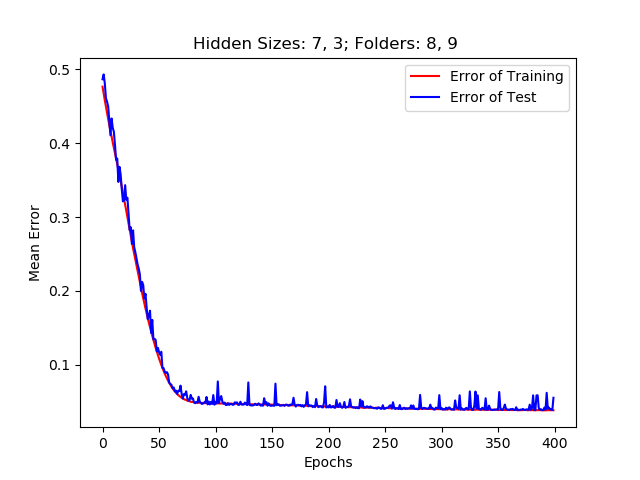 Hidden Sizes: 7, 3; Folders: 8, 9
Error of Training
Error of Test
Mean Error
0.5
0.4
0.3
0.2
0.1
0 50 100 150 200 250 300 350 400
Epochs